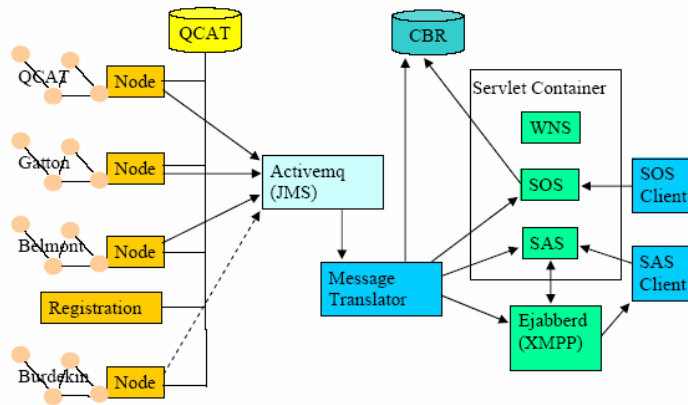 QCAT
CBR
QCAT
Node
Servlet Container
WNS
Gatton
Node
Activemq
(JMS)
SOS
SOS
Client
Belmont
Node
SAS
SAS
Client
Message
Translator
Registration
Ejabberd
(XMPP)
Burdekin
Node